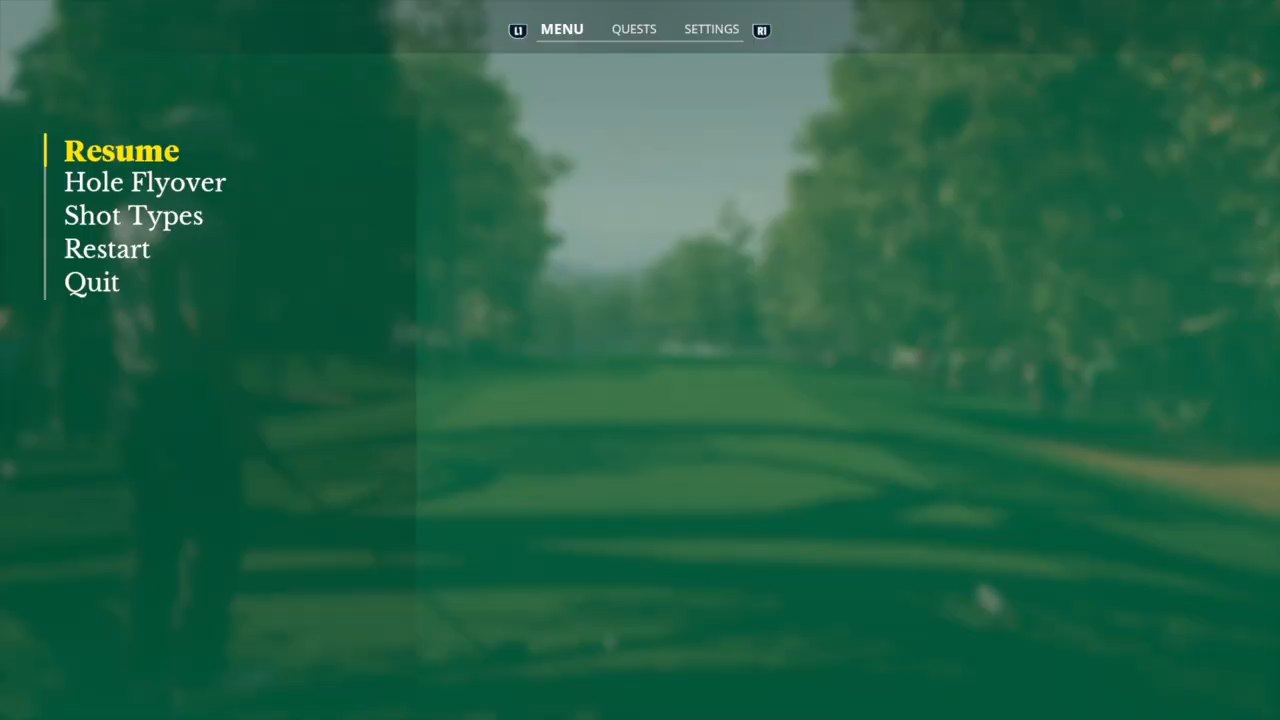 L1 MENU QUESTS SETTINGS R1
Resume
Hole Flyover
Shot Types
Restart
Quit